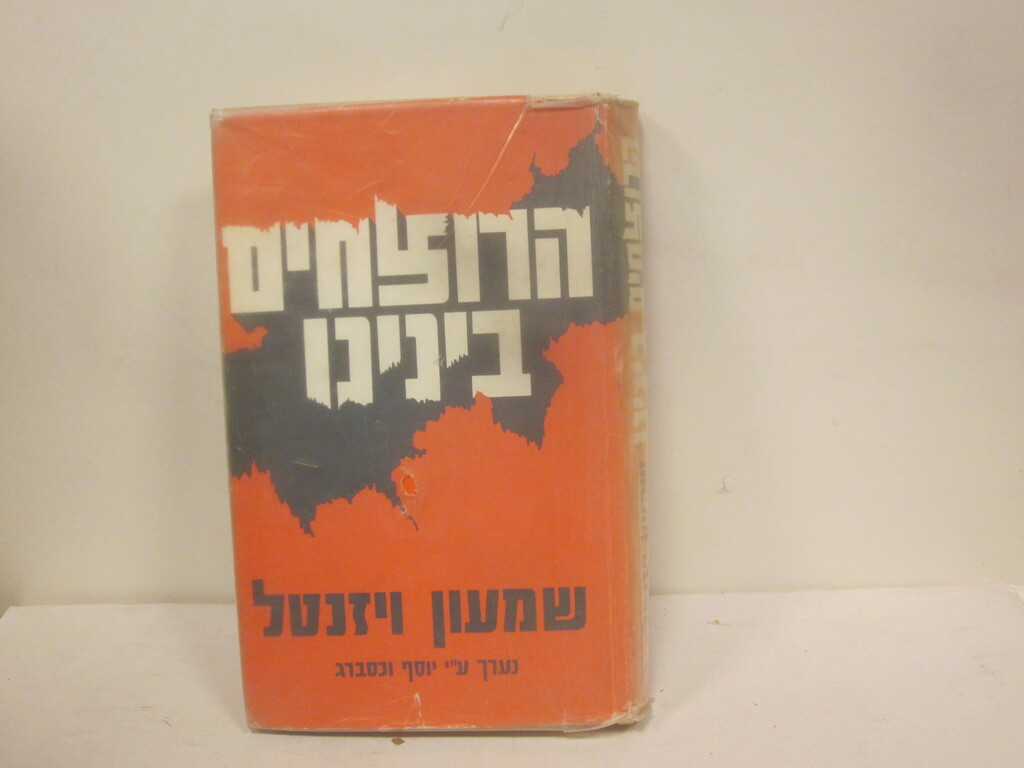 הרוצחים
בינינו
שמעון ויזנטל
נערך ע"י יוסף וכסברג